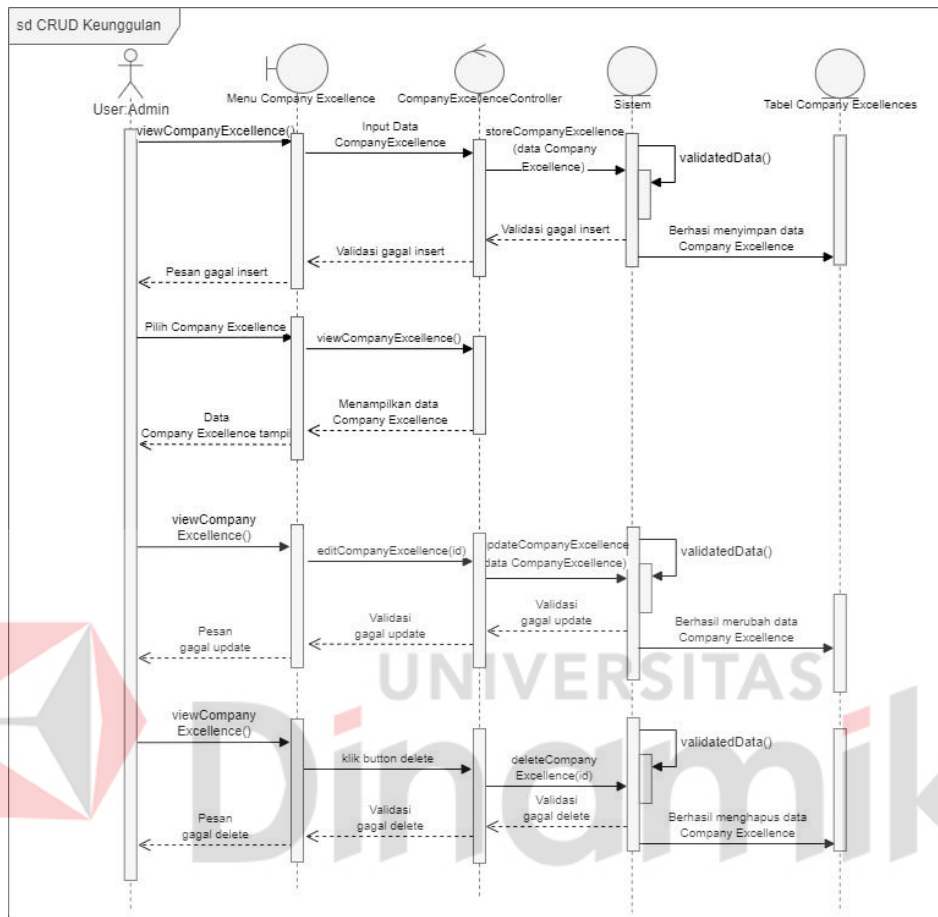 sd CRUD Keunggulan
User:Admin
Menu Company Excellence
CompanyExcellenceController
Sistem
Tabel Company Excellences
viewCompanyExcellence()
Input Data
CompanyExcellence
storeCompanyExcellence
(data Company
Excellence)
validatedData()
Validasi gagal insert
Berhasi menyimpan data
Company Excellence
Validasi gagal insert
Pesan gagal insert
Pilih Company Excellence
viewCompanyExcellence()
Menampilkan data
Company Excellence
Data
Company Excellence tampil
viewCompany
Excellence()
editCompanyExcellence(id)
updateCompanyExcellence
(data CompanyExcellence)
validatedData()
Validasi
gagal update
Berhasil merubah data
Company Excellence
Validasi
gagal update
Pesan
gagal update
UNIVERSITAS
Dinamik
viewCompany
Excellence()
klik button delete
deleteCompany
Excellence(id)
validatedData()
Validasi
gagal delete
Berhasil menghapus data
Company Excellence
Validasi
gagal delete
Pesan
gagal delete